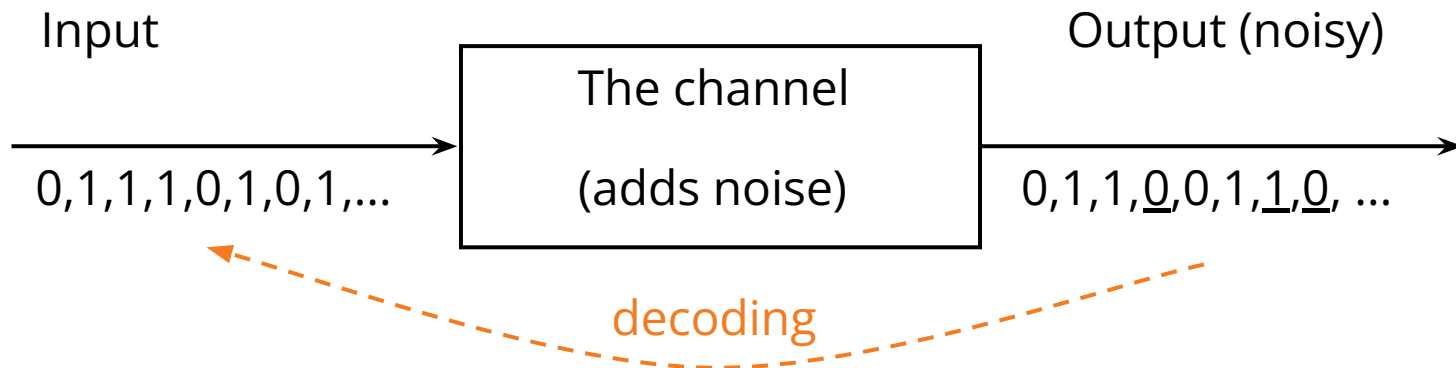 Input
Output (noisy)
The channel
(adds noise)
0,1,1,1,0,1,0,1,...
0,1,1,0,0,1,1,0, ...
decoding